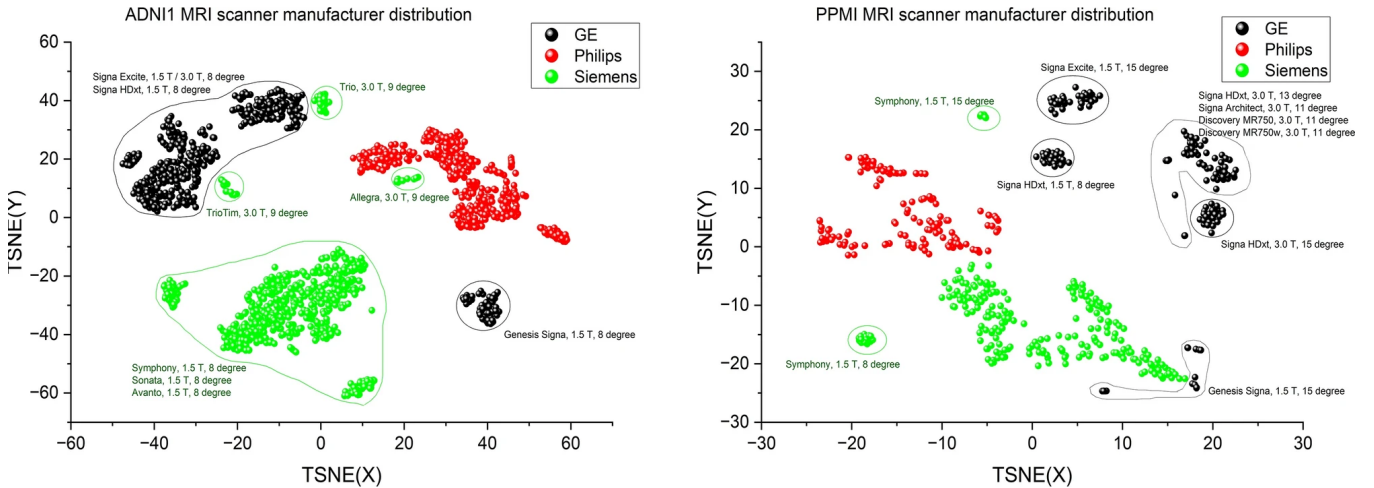 ADNI1 MRI scanner manufacturer distribution
GE
Philips
Siemens
Signa Excite, 1.5 T / 3.0 T, 8 degree
Signa HDxt, 1.5 T, 8 degree
Trio, 3.0 T, 9 degree
TrioTim, 3.0 T, 9 degree
Allegra, 3.0 T, 9 degree
Genesis Signa, 1.5 T, 8 degree
Symphony, 1.5 T, 8 degree
Sonata, 1.5 T, 8 degree
Avanto, 1.5 T, 8 degree
TSNE(Y)
60
40
20
0
−20
−40
−60
−60
−40
−20
0
20
40
60
TSNE(X)
PPMI MRI scanner manufacturer distribution
GE
Philips
Siemens
Signa Excite, 1.5 T, 15 degree
Symphony, 1.5 T, 15 degree
Signa HDxt, 3.0 T, 13 degree
Signa Architect, 3.0 T, 11 degree
Discovery MR750, 3.0 T, 11 degree
Discovery MR750w, 3.0 T, 11 degree
Signa HDxt, 1.5 T, 8 degree
Signa HDxt, 3.0 T, 15 degree
Symphony, 1.5 T, 8 degree
Genesis Signa, 1.5 T, 15 degree
TSNE(Y)
30
20
10
0
−10
−20
−30
−30
−20
−10
0
10
20
30
TSNE(X)